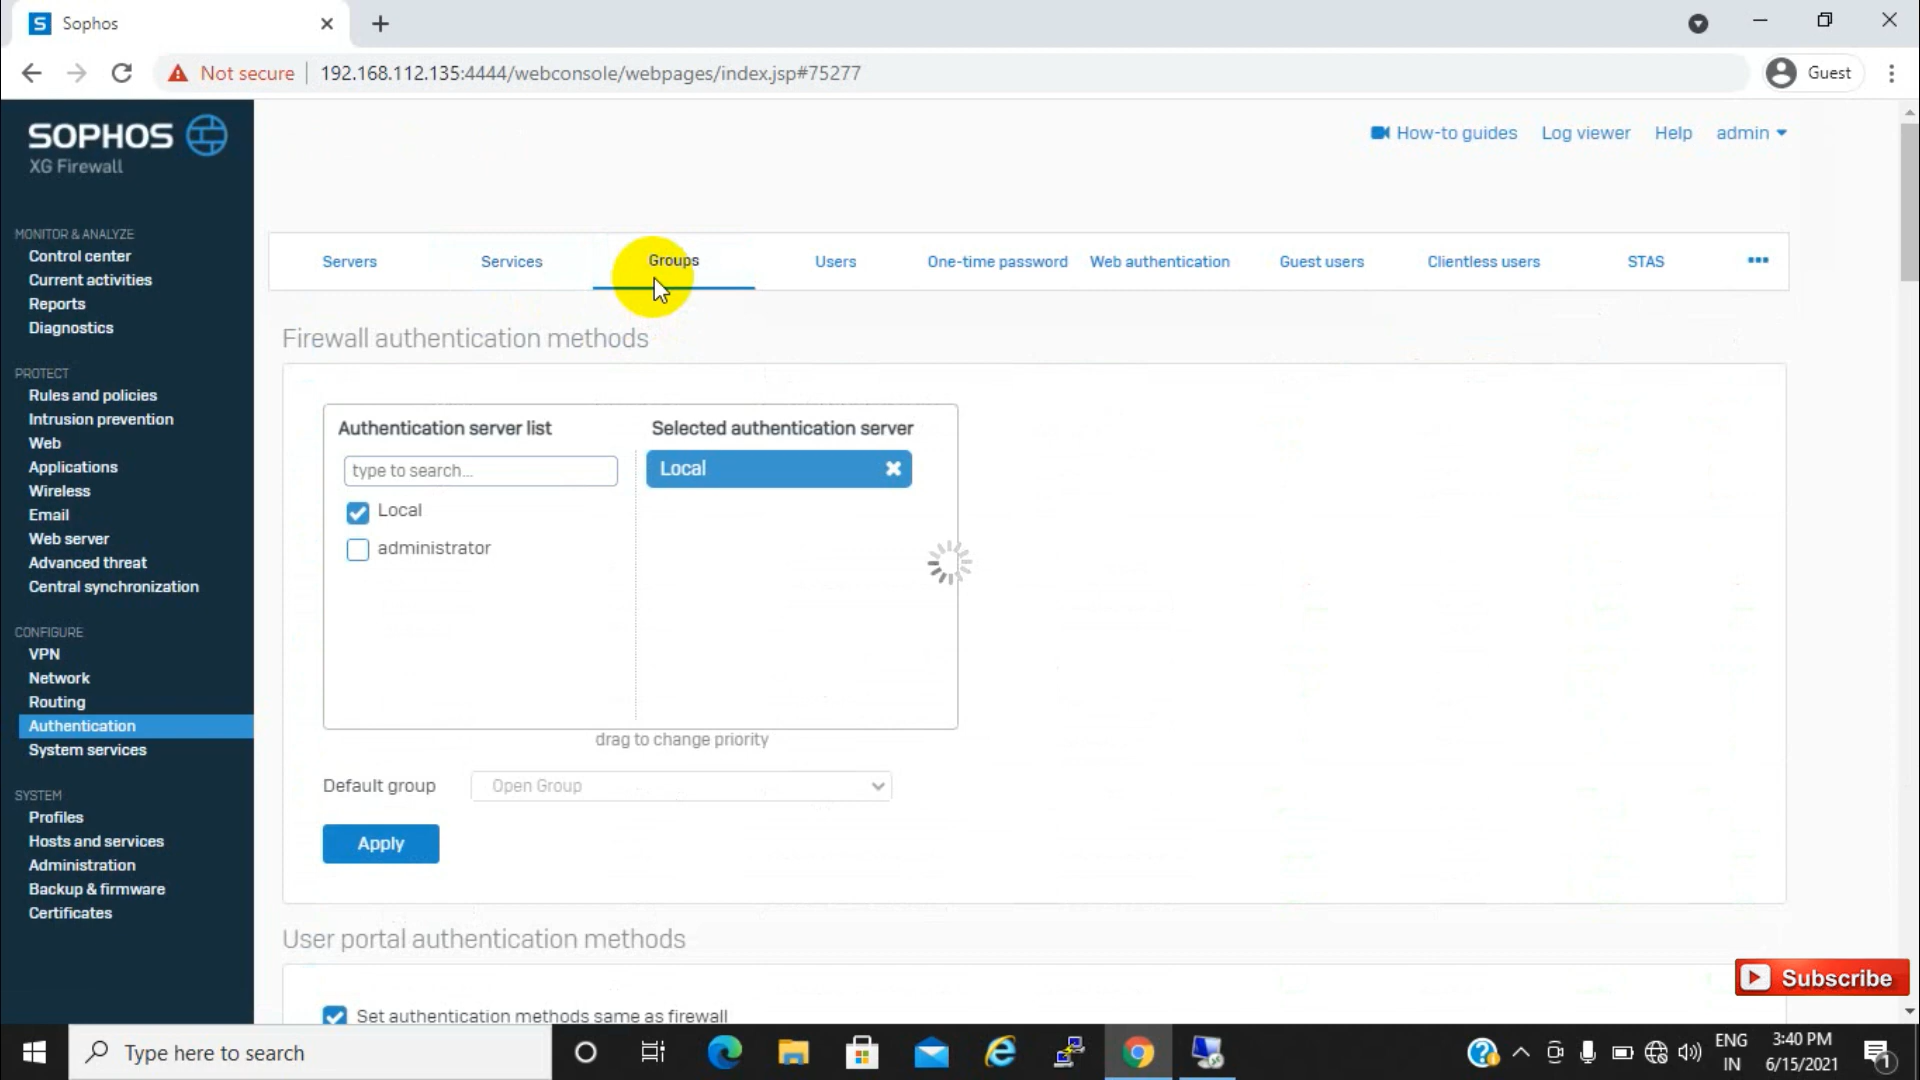 Sophos
Not secure
192.168.112.135:4444/webconsole/webpages/index.jsp#75277
Guest
SOPHOS
XG Firewall
How-to guides
Log viewer
Help
admin
MONITOR & ANALYZE
Control center
Current activities
Reports
Diagnostics
PROTECT
Rules and policies
Intrusion prevention
Web
Applications
Wireless
Email
Web server
Advanced threat
Central synchronization
CONFIGURE
VPN
Network
Routing
Authentication
System services
SYSTEM
Profiles
Hosts and services
Administration
Backup & firmware
Certificates
Servers
Services
Groups
Users
One-time password
Web authentication
Guest users
Clientless users
STAS
Firewall authentication methods
Authentication server list
Selected authentication server
type to search...
Local
Local
administrator
drag to change priority
Default group
Open Group
Apply
User portal authentication methods
Set authentication methods same as firewall
Subscribe
Type here to search
ENG
IN
3:40 PM
6/15/2021
1